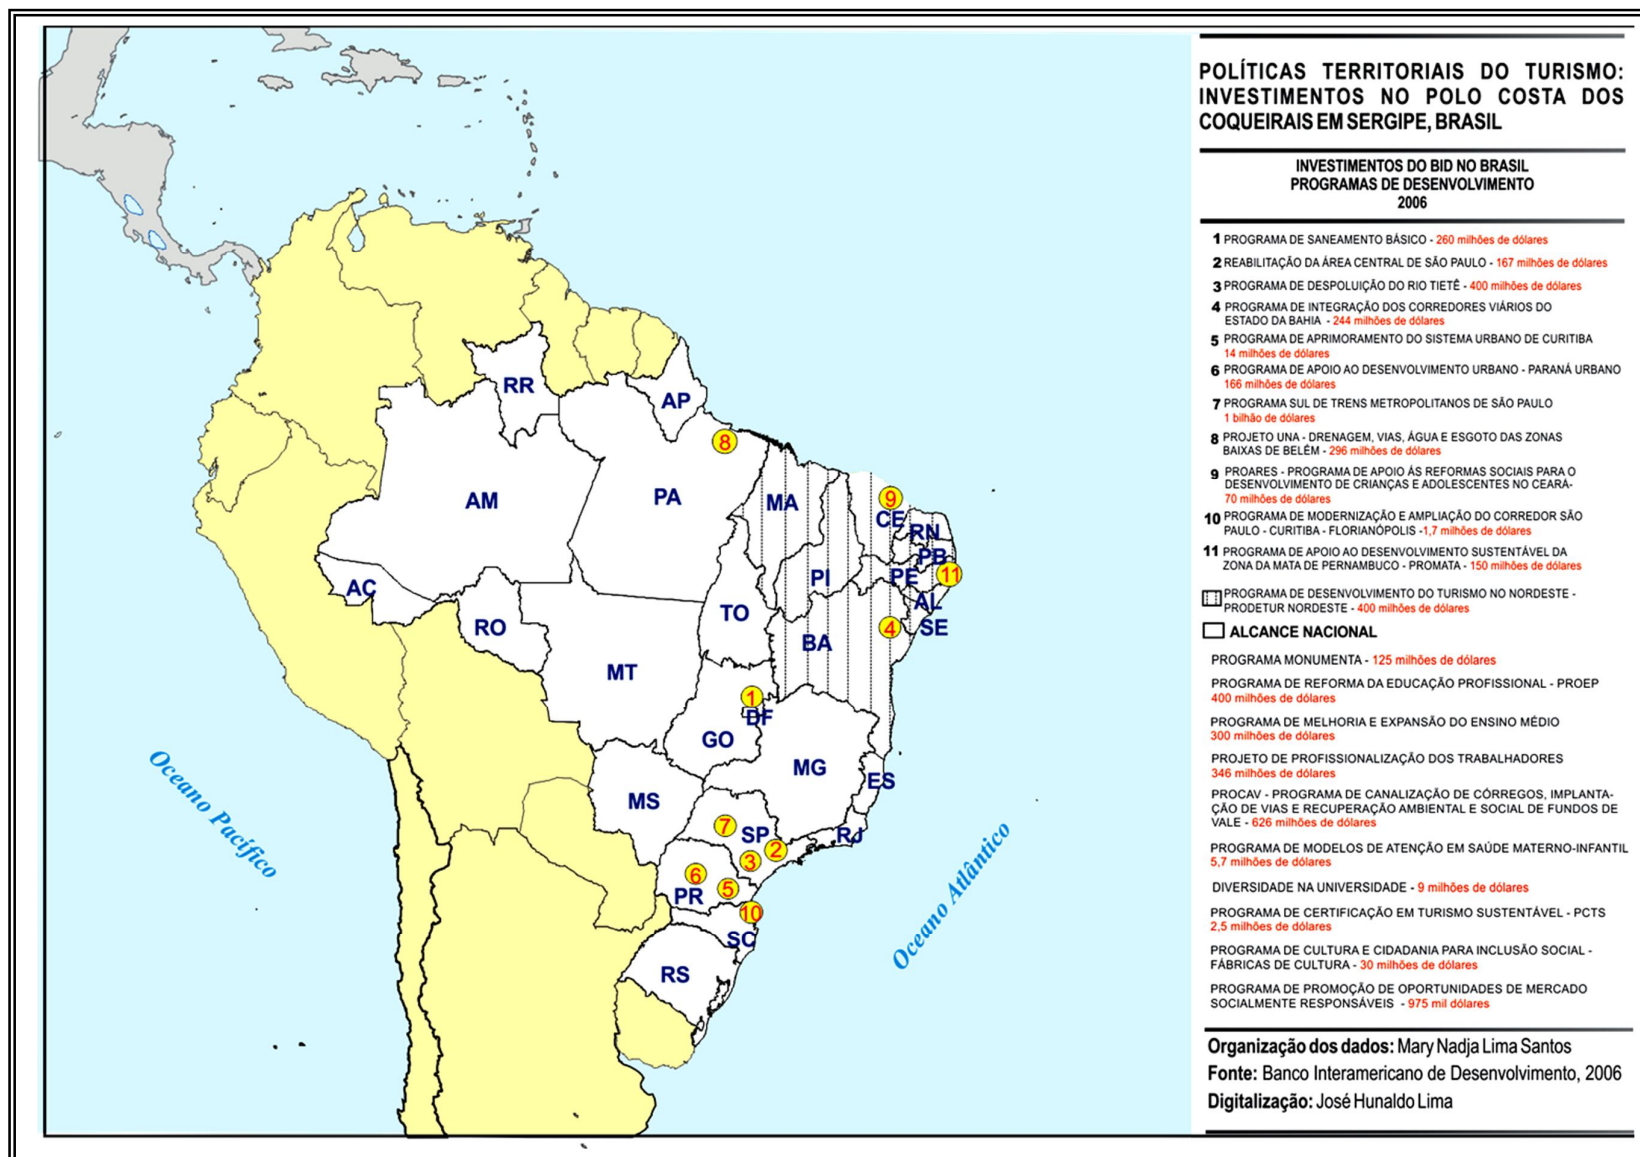 POLÍTICAS TERRITORIAIS DO TURISMO:
INVESTIMENTOS NO POLO COSTA DOS
COQUEIRAIS EM SERGIPE, BRASIL
INVESTIMENTOS DO BID NO BRASIL
PROGRAMAS DE DESENVOLVIMENTO
2006
1 PROGRAMA DE SANEAMENTO BÁSICO - 260 milhões de dólares
2 REABILITAÇÃO DA ÁREA CENTRAL DE SÃO PAULO - 167 milhões de dólares
3 PROGRAMA DE DESPOLUIÇÃO DO RIO TIETÊ - 400 milhões de dólares
4 PROGRAMA DE INTEGRAÇÃO DOS CORREDORES VIÁRIOS DO
ESTADO DA BAHIA - 244 milhões de dólares
5 PROGRAMA DE APRIMORAMENTO DO SISTEMA URBANO DE CURITIBA
14 milhões de dólares
6 PROGRAMA DE APOIO AO DESENVOLVIMENTO URBANO - PARANÁ URBANO
166 milhões de dólares
7 PROGRAMA SUL DE TRENS METROPOLITANOS DE SÃO PAULO
1 bilhão de dólares
8 PROJETO UNA - DRENAGEM, VIAS, ÁGUA E ESGOTO DAS ZONAS
BAIXAS DE BELÉM - 296 milhões de dólares
9 PROARES - PROGRAMA DE APOIO ÁS REFORMAS SOCIAIS PARA O
DESENVOLVIMENTO DE CRIANÇAS E ADOLESCENTES NO CEARÁ-
70 milhões de dólares
10 PROGRAMA DE MODERNIZAÇÃO E AMPLIAÇÃO DO CORREDOR SÃO
PAULO - CURITIBA - FLORIANÓPOLIS -1,7 milhões de dólares
11 PROGRAMA DE APOIO AO DESENVOLVIMENTO SUSTENTÁVEL DA
ZONA DA MATA DE PERNAMBUCO - PROMATA - 150 milhões de dólares
PROGRAMA DE DESENVOLVIMENTO DO TURISMO NO NORDESTE -
PRODETUR NORDESTE - 400 milhões de dólares
ALCANCE NACIONAL
PROGRAMA MONUMENTA - 125 milhões de dólares
PROGRAMA DE REFORMA DA EDUCAÇÃO PROFISSIONAL - PROEP
400 milhões de dólares
PROGRAMA DE MELHORIA E EXPANSÃO DO ENSINO MÉDIO
300 milhões de dólares
PROJETO DE PROFISSIONALIZAÇÃO DOS TRABALHADORES
346 milhões de dólares
PROCAV - PROGRAMA DE CANALIZAÇÃO DE CÓRREGOS, IMPLANTA-
ÇÃO DE VIAS E RECUPERAÇÃO AMBIENTAL E SOCIAL DE FUNDOS DE
VALE - 626 milhões de dólares
PROGRAMA DE MODELOS DE ATENÇÃO EM SAÚDE MATERNO-INFANTIL
5,7 milhões de dólares
DIVERSIDADE NA UNIVERSIDADE - 9 milhões de dólares
PROGRAMA DE CERTIFICAÇÃO EM TURISMO SUSTENTÁVEL - PCTS
2,5 milhões de dólares
PROGRAMA DE CULTURA E CIDADANIA PARA INCLUSÃO SOCIAL -
FÁBRICAS DE CULTURA - 30 milhões de dólares
PROGRAMA DE PROMOÇÃO DE OPORTUNIDADES DE MERCADO
SOCIALMENTE RESPONSÁVEIS - 975 mil dólares
Organização dos dados: Mary Nadja Lima Santos
Fonte: Banco Interamericano de Desenvolvimento, 2006
Digitalização: José Hunaldo Lima
RR
AP
8
AM
PA
MA
9
CE
RN
PB
PE
11
PI
AC
AL
TO
RO
4
SE
BA
MT
1
DF
GO
MG
ES
MS
7
SP
RJ
2
3
6
5
PR
10
SC
RS
Oceano Pacífico
Oceano Atlântico